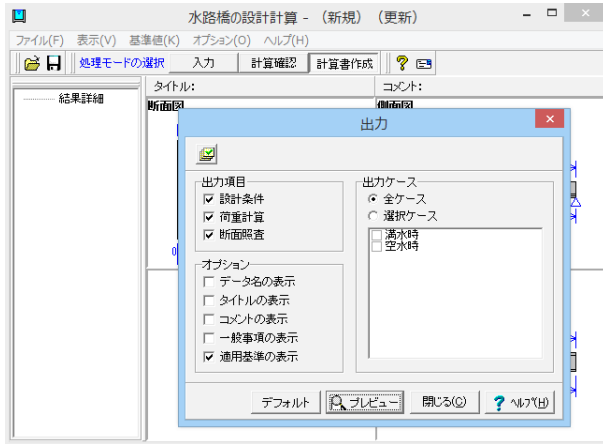 水路橋の設計計算 - （新規）（更新）
ファイル(F) 表示(V) 基準値(K) オプション(O) ヘルプ(H)
処理モードの選択 入力 計算確認 計算書作成
結果詳細
タイトル: コメント:
断面図 側面図
出力
出力項目
設計条件
荷重計算
断面照査
オプション
データ名の表示
タイトルの表示
コメントの表示
一般事項の表示
適用基準の表示
出力ケース
全ケース
選択ケース
満水時
空水時
0
デフォルト プレビュー 閉じる(C) ヘルプ(H)